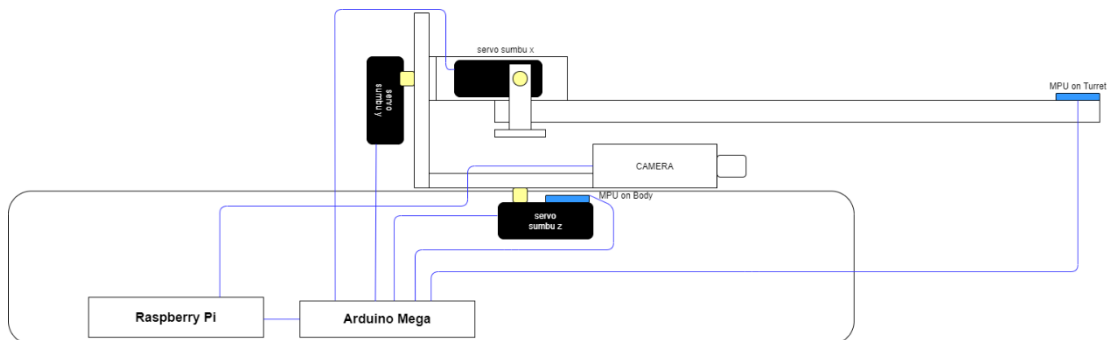 servo sumbu x
servo
sumbu y
MPU on Turret
CAMERA
MPU on Body
servo
sumbu z
Raspberry Pi
Arduino Mega